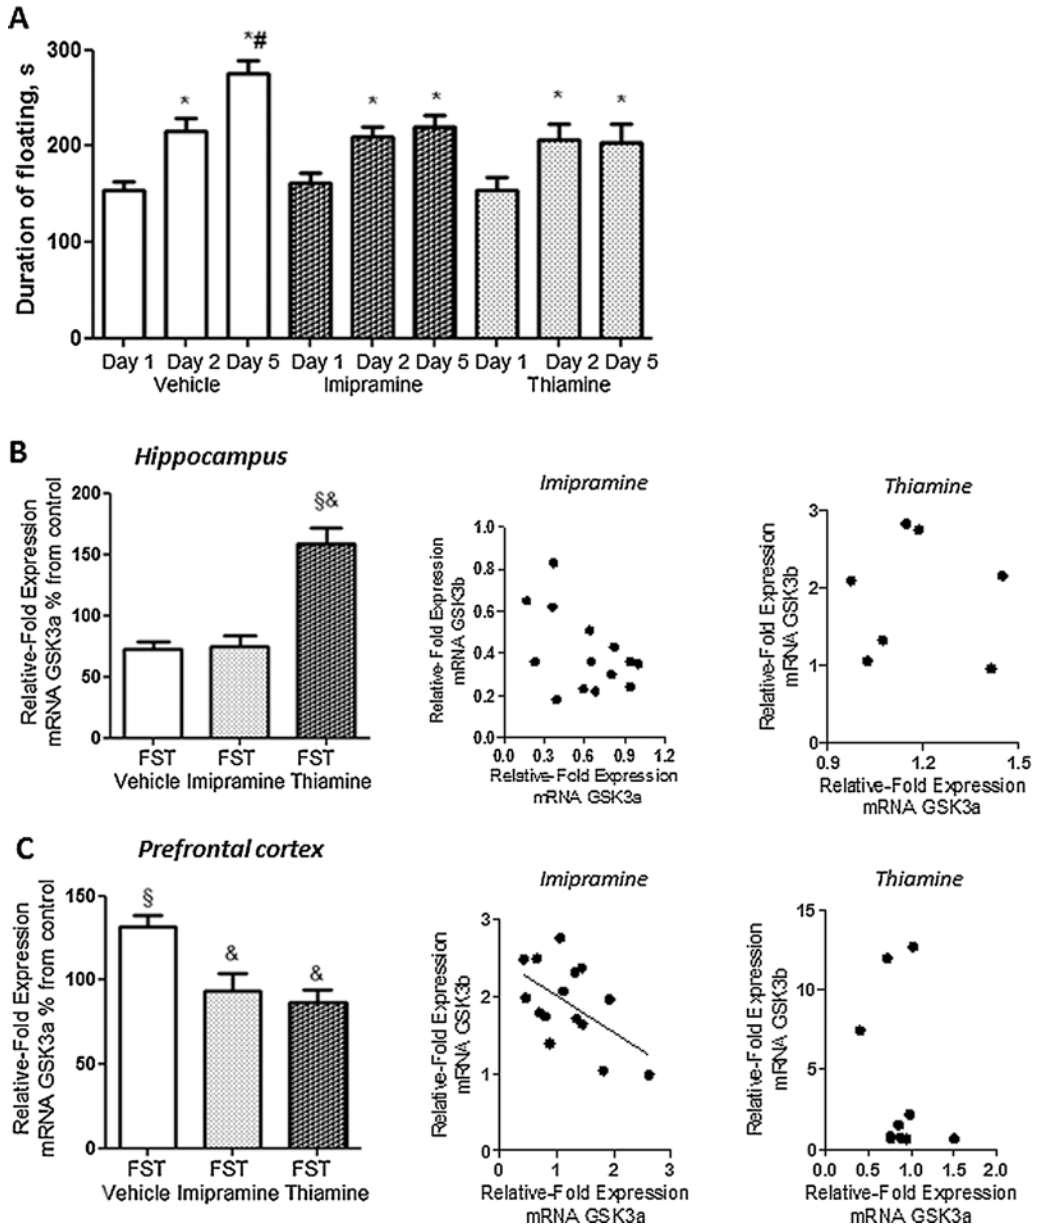 A
Duration of floating, s
300
200
100
0
*
*#
*
*
*
*
Day 1 Day 2 Day 5 Day 1 Day 2 Day 5 Day 1 Day 2 Day 5
Vehicle Imipramine Thiamine
B
Hippocampus
Relative-Fold Expression
mRNA GSK3a % from control
200
150
100
50
0
§&
FST FST FST
Vehicle Imipramine Thiamine
Imipramine
Relative-Fold Expression
mRNA GSK3b
1.0
0.8
0.6
0.4
0.2
0.0
0.0 0.3 0.6 0.9 1.2
Relative-Fold Expression
mRNA GSK3a
Thiamine
Relative-Fold Expression
mRNA GSK3b
3
2
1
0
0.9 1.2 1.5
Relative-Fold Expression
mRNA GSK3a
C
Prefrontal cortex
Relative-Fold Expression
mRNA GSK3a % from control
150
100
50
0
§
&
&
FST FST FST
Vehicle Imipramine Thiamine
Imipramine
Relative-Fold Expression
mRNA GSK3b
3
2
1
0
0 1 2 3
Relative-Fold Expression
mRNA GSK3a
Thiamine
Relative-Fold Expression
mRNA GSK3b
15
10
5
0
0.0 0.5 1.0 1.5 2.0
Relative-Fold Expression
mRNA GSK3a